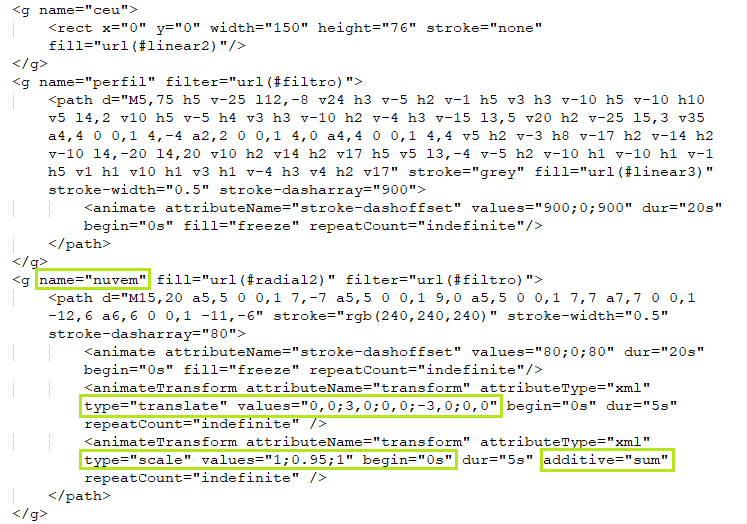 <g name="ceu">
<rect x="0" y="0" width="150" height="76" stroke="none"
fill="url(#linear2)"/>
</g>
<g name="perfil" filter="url(#filtro)">
<path d="M5,75 h5 v-25 l12,-8 v24 h3 v-5 h2 v-1 h5 v3 h3 v-10 h5 v-10 h10
v5 l4,2 v10 h5 v-5 h4 v3 h3 v-10 h2 v-4 h3 v-15 l3,5 v20 h2 v-25 l5,3 v35
a4,4 0 0,1 4,-4 a2,2 0 0,1 4,0 a4,4 0 0,1 4,4 v5 h2 v-3 h8 v-17 h2 v-14 h2
v-10 l4,-20 l4,20 v10 h2 v14 h2 v17 h5 v5 l3,-4 v-5 h2 v-10 h1 v-10 h1 v-1
h5 v1 h1 v10 h1 v3 h1 v-4 h3 v4 h2 v17" stroke="grey" fill="url(#linear3)"
stroke-width="0.5" stroke-dasharray="900">
<animate attributeName="stroke-dashoffset" values="900;0;900" dur="20s"
begin="0s" fill="freeze" repeatCount="indefinite"/>
</path>
</g>
<g name="nuvem" fill="url(#radial2)" filter="url(#filtro)">
<path d="M15,20 a5,5 0 0,1 7,-7 a5,5 0 0,1 9,0 a5,5 0 0,1 7,7 a7,7 0 0,1
-12,6 a6,6 0 0,1 -11,-6" stroke="rgb(240,240,240)" stroke-width="0.5"
stroke-dasharray="80">
<animate attributeName="stroke-dashoffset" values="80;0;80" dur="20s"
begin="0s" fill="freeze" repeatCount="indefinite"/>
<animateTransform attributeName="transform" attributeType="xml"
type="translate" values="0,0;3,0;0,0;-3,0;0,0" begin="0s" dur="5s"
repeatCount="indefinite" />
<animateTransform attributeName="transform" attributeType="xml"
type="scale" values="1;0.95;1" begin="0s" dur="5s" additive="sum"
repeatCount="indefinite" />
</path>
</g>